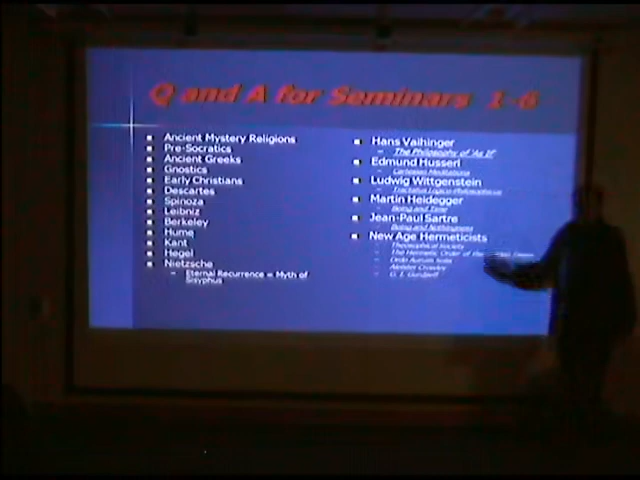 Q and A for Seminars 1-6
Ancient Mystery Religions
Pre-Socratics
Ancient Greeks
Gnostics
Early Christians
Descartes
Spinoza
Leibniz
Berkeley
Hume
Kant
Hegel
Nietzsche
– Eternal Recurrence = Myth of
Sisyphus
Hans Vaihinger
– The Philosophy of 'As If'
Edmund Husserl
– Cartesian Meditations
Ludwig Wittgenstein
– Tractatus Logico-Philosophicus
Martin Heidegger
– Being and Time
Jean-Paul Sartre
– Being and Nothingness
New Age Hermeticists
– Theosophical Society
– The Hermetic Order of the Golden Dawn
– Ordo Aurum Solis
– Aleister Crowley
– G. I. Gurdjieff